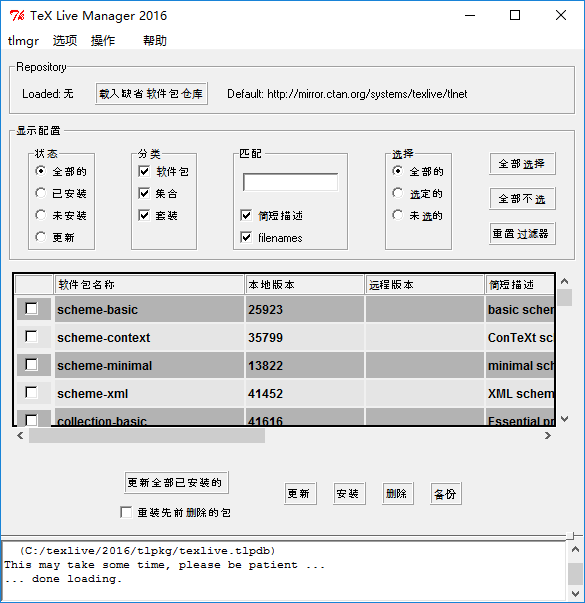 TeX Live Manager 2016
tlmgr 选项 操作 帮助
Repository
Loaded: 无 载入缺省软件包仓库 Default: http://mirror.ctan.org/systems/texlive/tlnet
显示配置
状态 分类 匹配 选择
全部的 软件包 全部的 全部选择
已安装 集合 选定的 全部不选
未安装 套装 简短描述 未选的
更新 filenames 重置过滤器
软件包名称 本地版本 远程版本 简短描述
scheme-basic 25923 basic schem
scheme-context 35799 ConTeXt sc
scheme-minimal 13822 minimal sch
scheme-xml 41452 XML schem
collection-basic 41616 Essential pr
更新全部已安装的 更新 安装 删除 备份
重装先前删除的包
(C:/texlive/2016/tlpkg/texlive.tlpdb)
This may take some time, please be patient ...
... done loading.